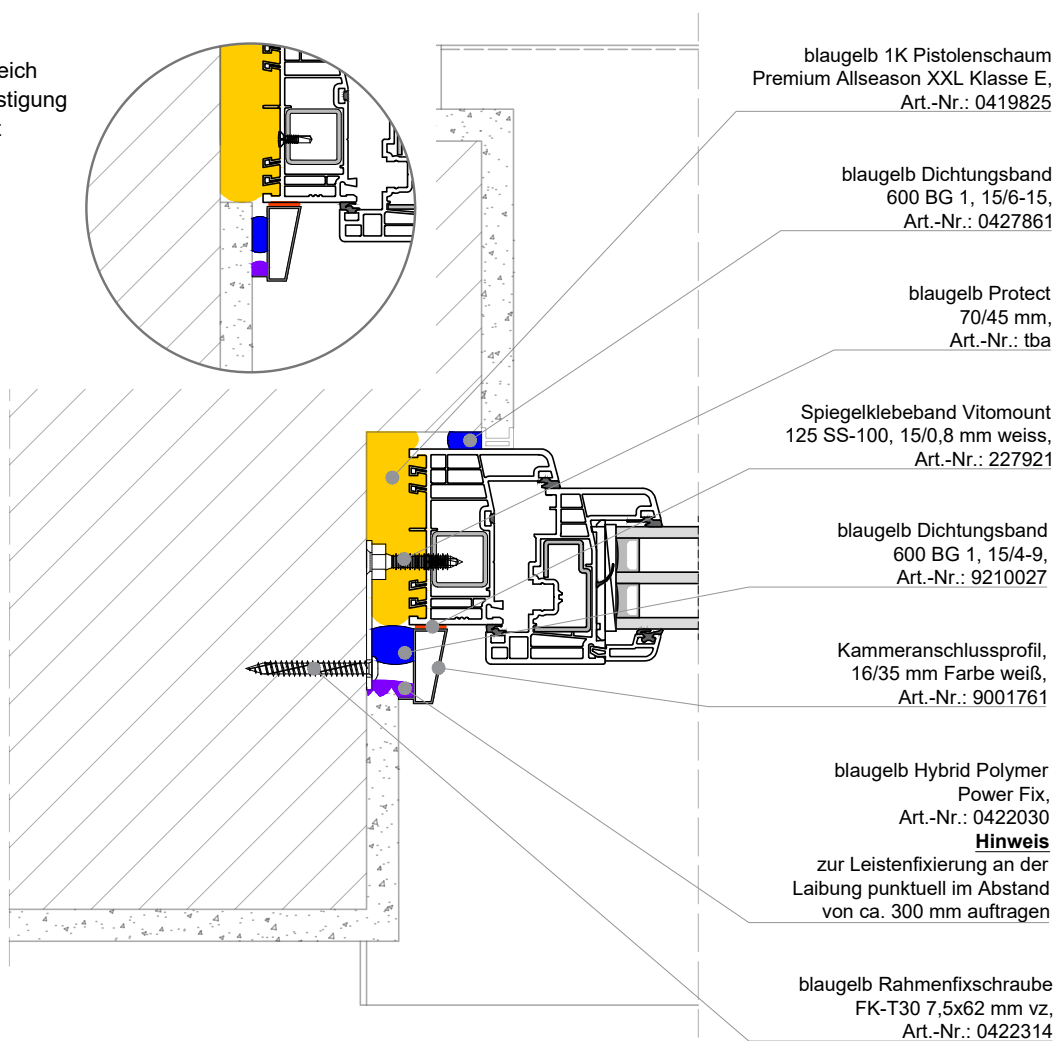 eich
stigung
blaugelb 1K Pistolenschaum
Premium Allseason XXL Klasse E,
Art.-Nr.: 0419825
blaugelb Dichtungsband
600 BG 1, 15/6-15,
Art.-Nr.: 0427861
blaugelb Protect
70/45 mm,
Art.-Nr.: tba
Spiegelklebeband Vitomount
125 SS-100, 15/0,8 mm weiss,
Art.-Nr.: 227921
blaugelb Dichtungsband
600 BG 1, 15/4-9,
Art.-Nr.: 9210027
Kammeranschlussprofil,
16/35 mm Farbe weiß,
Art.-Nr.: 9001761
blaugelb Hybrid Polymer
Power Fix,
Art.-Nr.: 0422030
Hinweis
zur Leistenfixierung an der
Laibung punktuell im Abstand
von ca. 300 mm auftragen
blaugelb Rahmenfixschraube
FK-T30 7,5x62 mm vz,
Art.-Nr.: 0422314